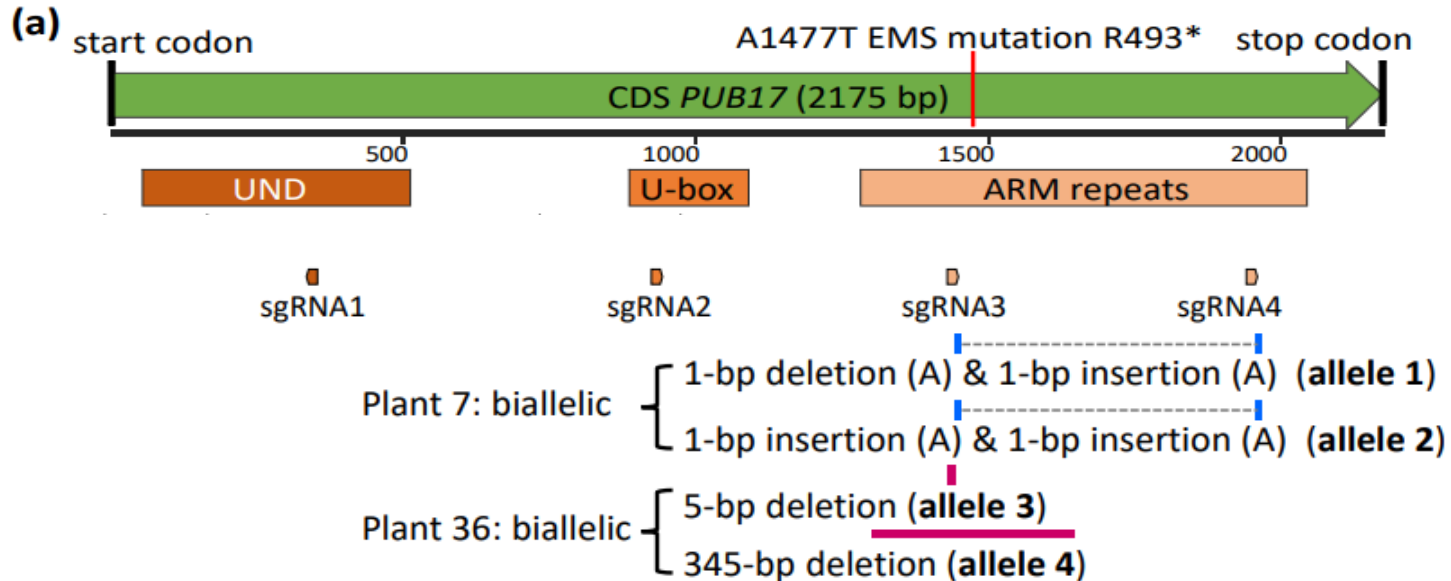 (a)
start codon
A1477T EMS mutation R493*
stop codon
CDS PUB17 (2175 bp)
500 1000 1500 2000
UND U-box ARM repeats
sgRNA1 sgRNA2 sgRNA3 sgRNA4
Plant 7: biallelic
1-bp deletion (A) & 1-bp insertion (A) (allele 1)
1-bp insertion (A) & 1-bp insertion (A) (allele 2)
Plant 36: biallelic
5-bp deletion (allele 3)
345-bp deletion (allele 4)